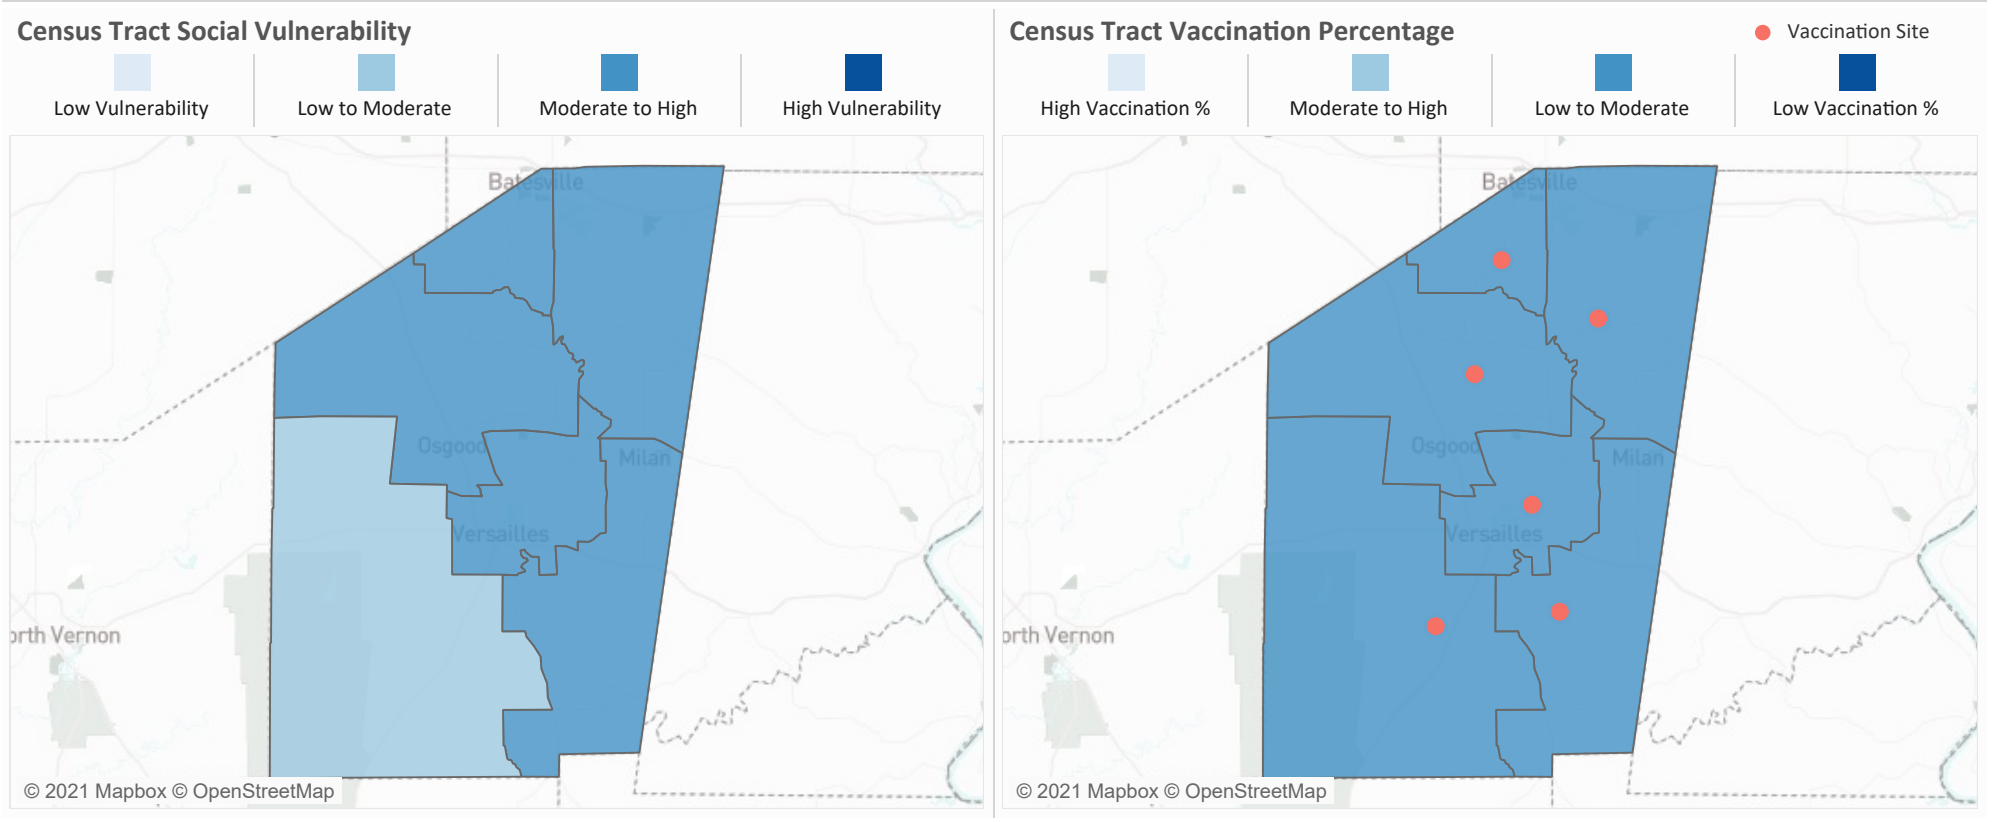 Census Tract Social Vulnerability
Low Vulnerability
Low to Moderate
Moderate to High
High Vulnerability
Batesville
Osgood
Milan
Versailles
orth Vernon
© 2021 Mapbox © OpenStreetMap
Census Tract Vaccination Percentage
Vaccination Site
High Vaccination %
Moderate to High
Low to Moderate
Low Vaccination %
Batesville
Osgood
Milan
Versailles
orth Vernon
© 2021 Mapbox © OpenStreetMap